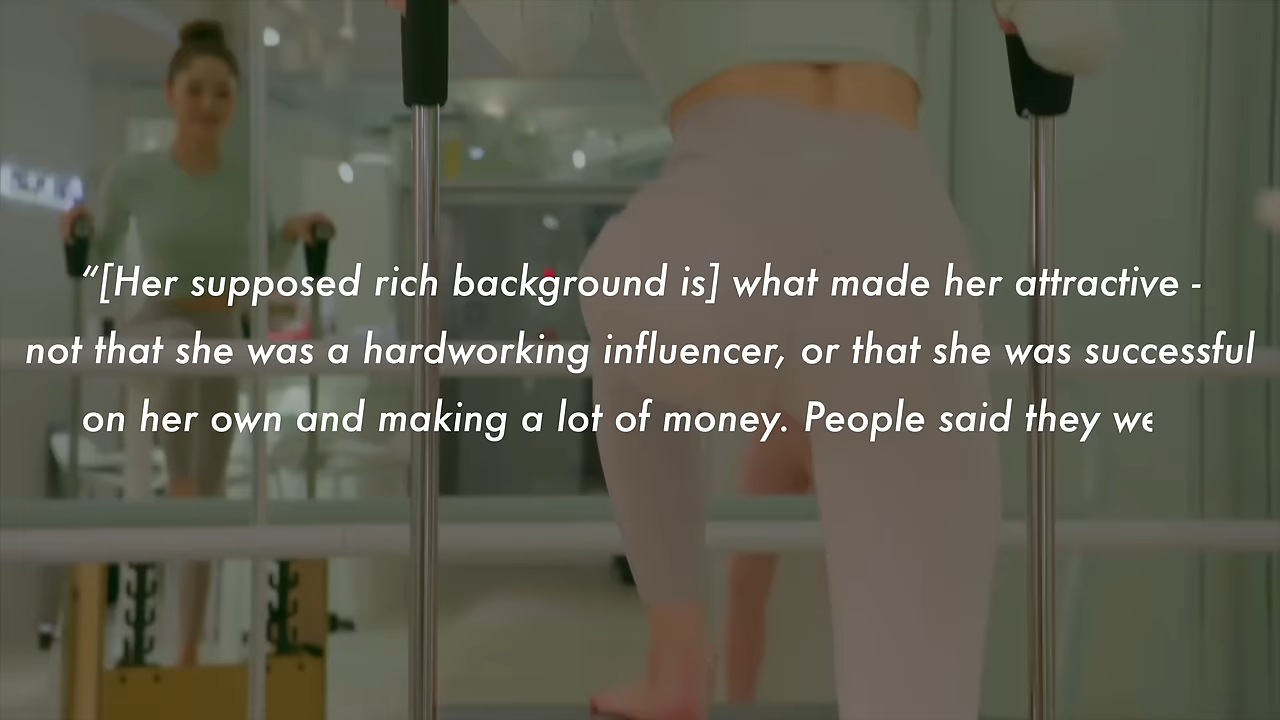 “[Her supposed rich background is] what made her attractive -
not that she was a hardworking influencer, or that she was successful
on her own and making a lot of money. People said they